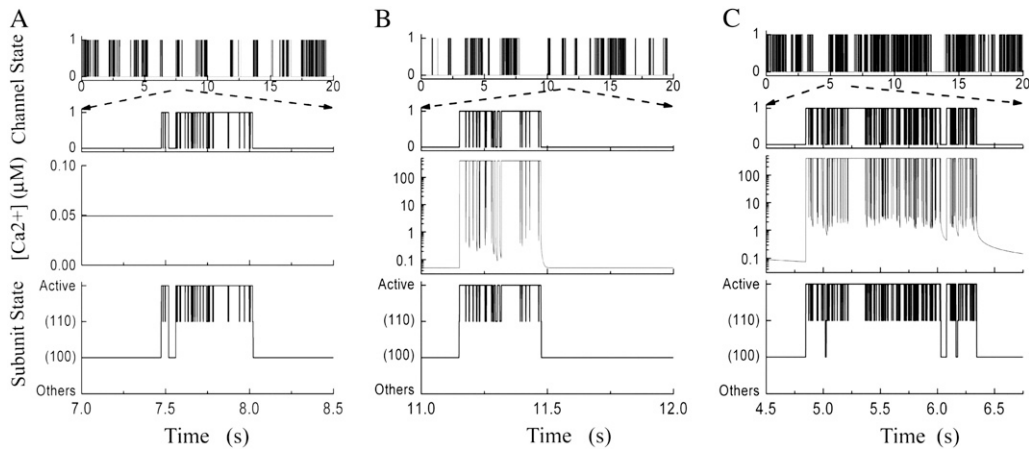 A
B
C
Channel State
1
0
0 5 10 15 20
1
0
0 5 10 15 20
1
0
0 5 10 15 20
1
0
1
0
1
0
[Ca2+] (µM)
0.10
0.05
0.00
100
10
1
0.1
100
10
1
0.1
Subunit State
Active
(110)
(100)
Others
Active
(110)
(100)
Others
Active
(110)
(100)
Others
7.0 7.5 8.0 8.5
11.0 11.5 12.0
4.5 5.0 5.5 6.0 6.5
Time (s)
Time (s)
Time (s)